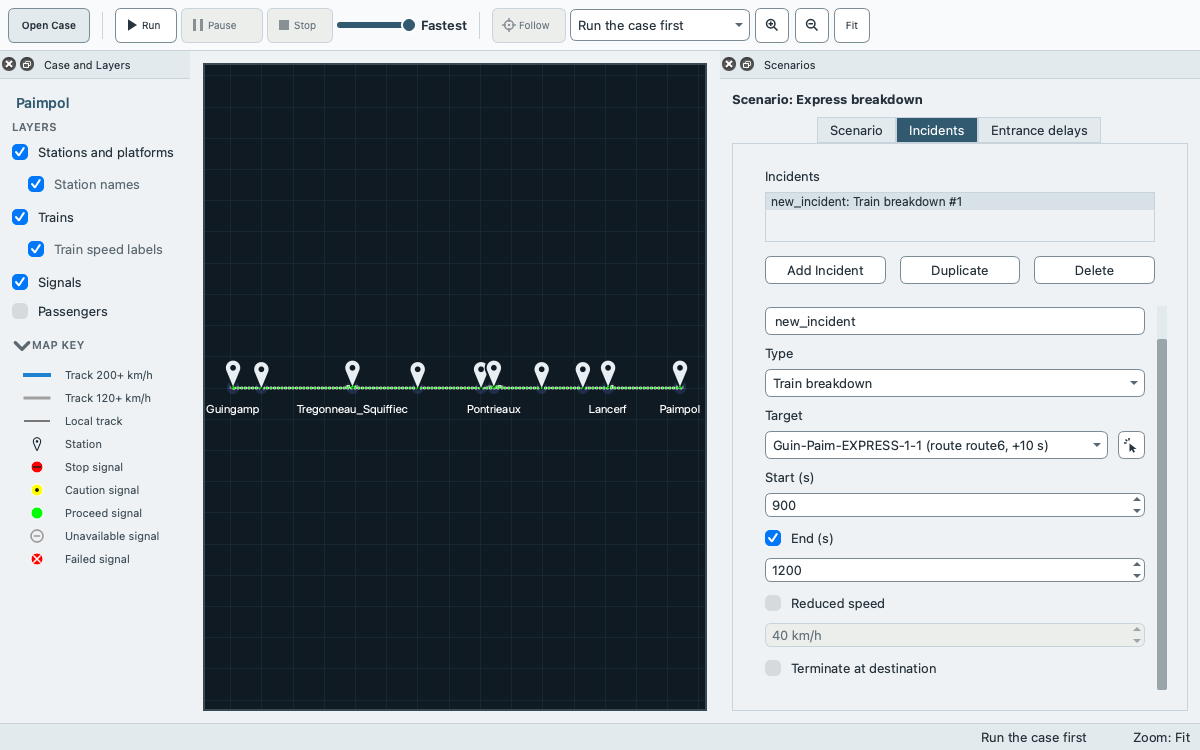 Open Case
Run
Pause
Stop
Fastest
Follow
Run the case first
Fit
Case and Layers
Paimpol
LAYERS
Stations and platforms
Station names
Trains
Train speed labels
Signals
Passengers
MAP KEY
Track 200+ km/h
Track 120+ km/h
Local track
Station
Stop signal
Caution signal
Proceed signal
Unavailable signal
Failed signal
Guingamp
Tregonneau_Squiffiec
Pontrieaux
Lancerf
Paimpol
Scenarios
Scenario: Express breakdown
Scenario
Incidents
Entrance delays
Incidents
new_incident: Train breakdown #1
Add Incident
Duplicate
Delete
new_incident
Type
Train breakdown
Target
Guin-Paim-EXPRESS-1-1 (route route6, +10 s)
Start (s)
900
End (s)
1200
Reduced speed
40 km/h
Terminate at destination
Run the case first
Zoom: Fit